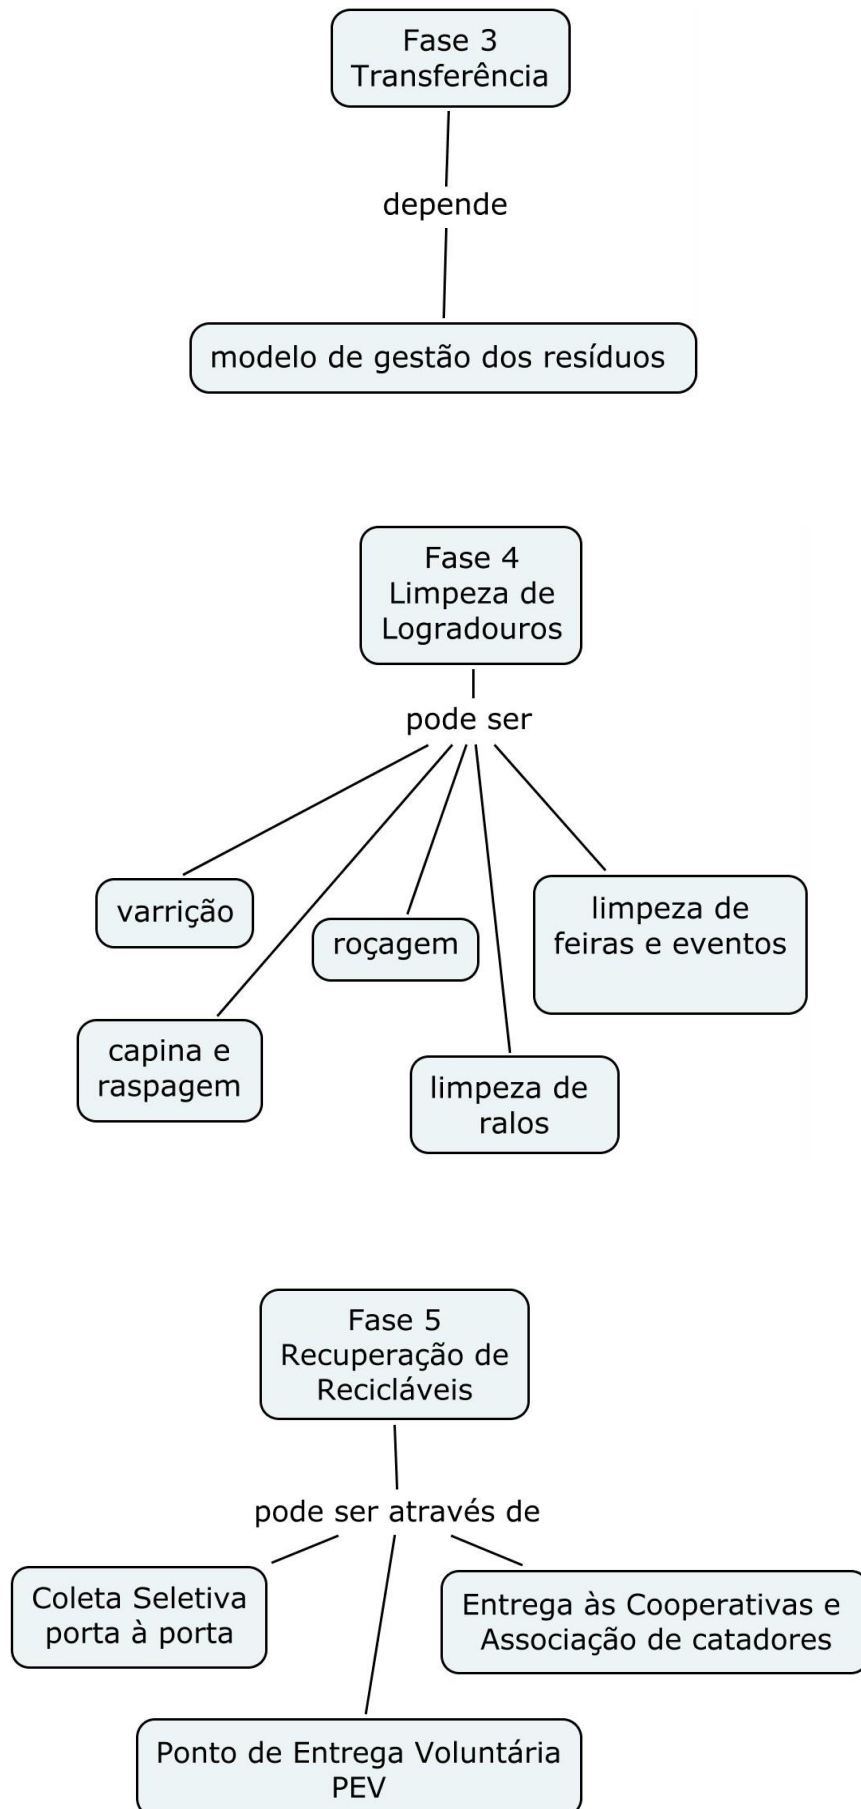 Fase 3
Transferência
depende
modelo de gestão dos resíduos
Fase 4
Limpeza de
Logradouros
pode ser
varrição
roçagem
limpeza de
feiras e eventos
capina e
raspagem
limpeza de
ralos
Fase 5
Recuperação de
Recicláveis
pode ser através de
Coleta Seletiva
porta à porta
Entrega às Cooperativas e
Associação de catadores
Ponto de Entrega Voluntária
PEV